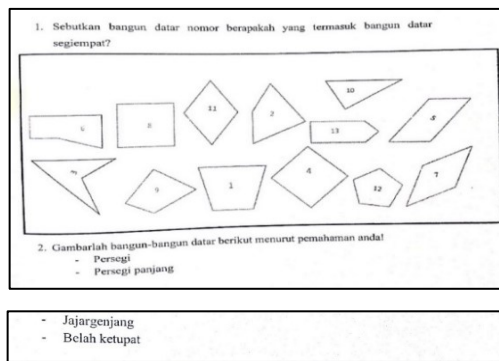 1. Sebutkan bangun datar nomor berapakah yang termasuk bangun datar
segiempat?
10
11
2
8
13
9
1
4
12
7
2. Gambarlah bangun-bangun datar berikut menurut pemahaman anda!
- Persegi
- Persegi panjang
- Jajargenjang
- Belah ketupat